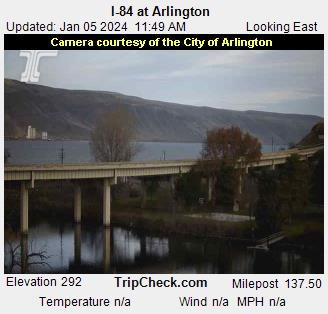 I-84 at Arlington
Updated: Jan 05 2024 11:49 AM Looking East
Camera courtesy of the City of Arlington
Elevation 292 TripCheck.com Milepost 137.50
Temperature n/a Wind n/a MPH n/a